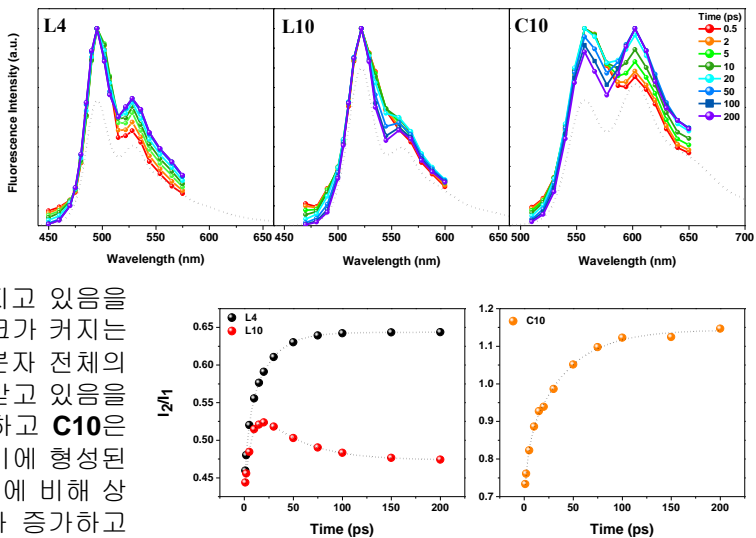 L4
L10
C10
Time (ps)
0.5
2
5
10
20
50
100
200
Fluorescence Intensity (a.u.)
450 500 550 600 650
450 500 550 600 650
500 550 600 650 700
Wavelength (nm)
Wavelength (nm)
Wavelength (nm)
지고 있음을
크가 커지는
분자 전체의
받고 있음을
하고 C10은
기에 형성된
에 비해 상
증가하고
L4
L10
I2/I1
0.65
0.60
0.55
0.50
0.45
0 50 100 150 200
Time (ps)
C10
1.2
1.1
1.0
0.9
0.8
0.7
0 50 100 150 200
Time (ps)